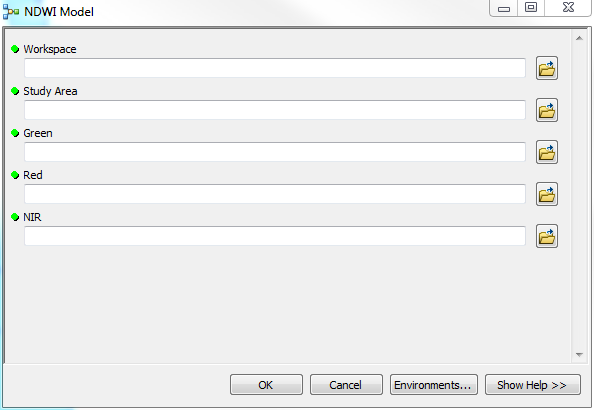 NDWI Model
Workspace
Study Area
Green
Red
NIR
OK Cancel Environments... Show Help >>